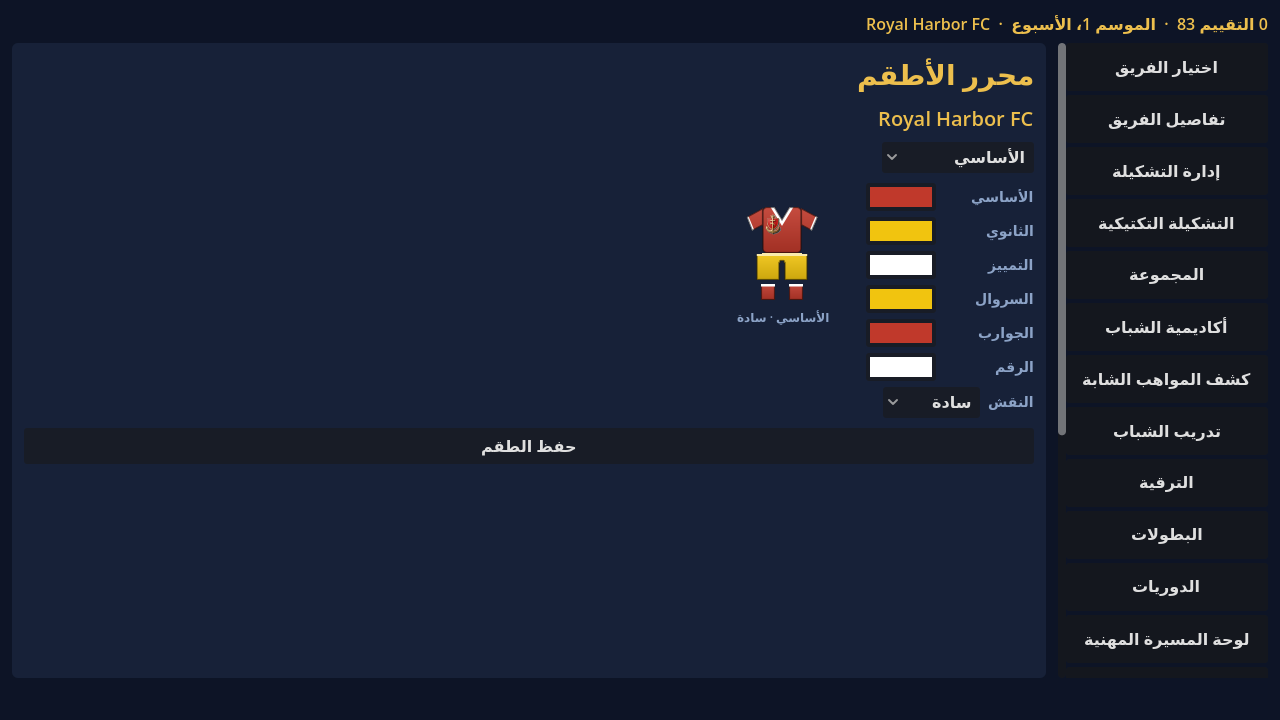 Royal Harbor FC · الموسم 1، الأسبوع 0 التقييم 83
اختيار الفريق
تفاصيل الفريق
إدارة التشكيلة
التشكيلة التكتيكية
المجموعة
أكاديمية الشباب
كشف المواهب الشابة
تدريب الشباب
الترقية
البطولات
الدوريات
لوحة المسيرة المهنية
محرر الأطقم
Royal Harbor FC
الأساسي
الأساسي
الثانوي
التمييز
السروال
الجوارب
الرقم
النقش سادة
الأساسي · سادة
حفظ الطقم